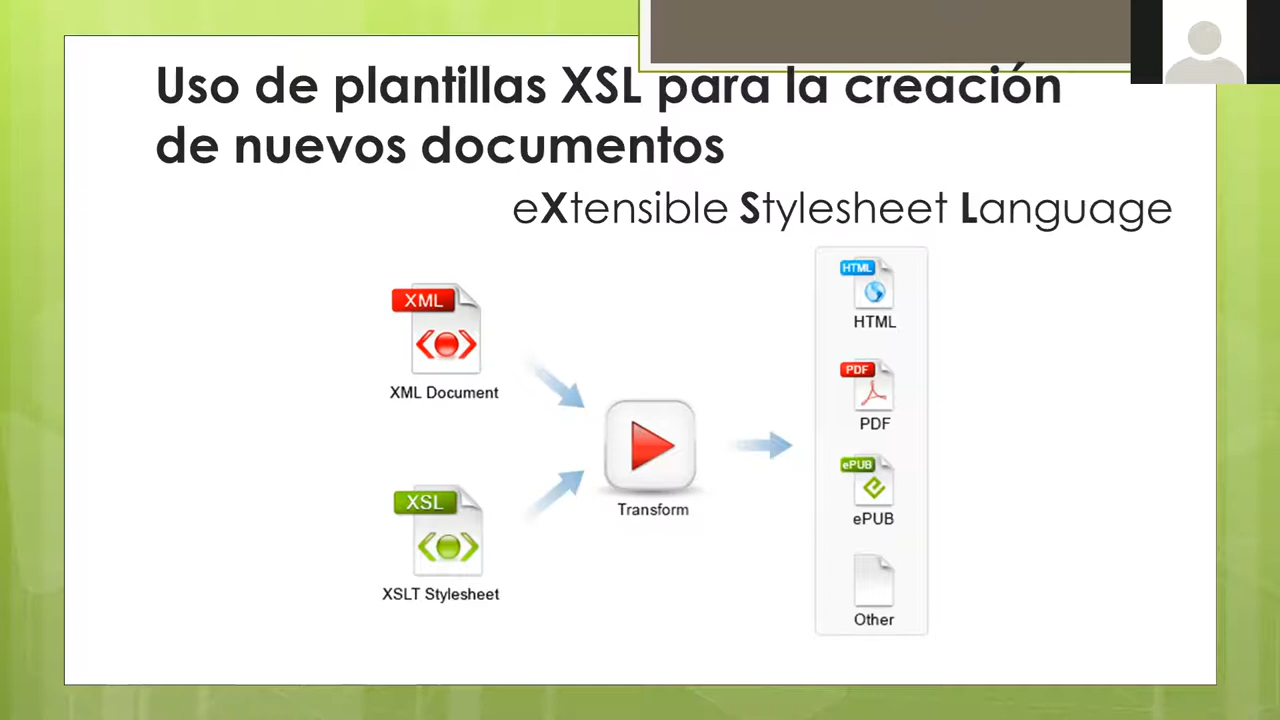 Uso de plantillas XSL para la creación
de nuevos documentos
eXtensible Stylesheet Language
XML
XML Document
XSL
XSLT Stylesheet
Transform
HTML
HTML
PDF
PDF
ePUB
ePUB
Other